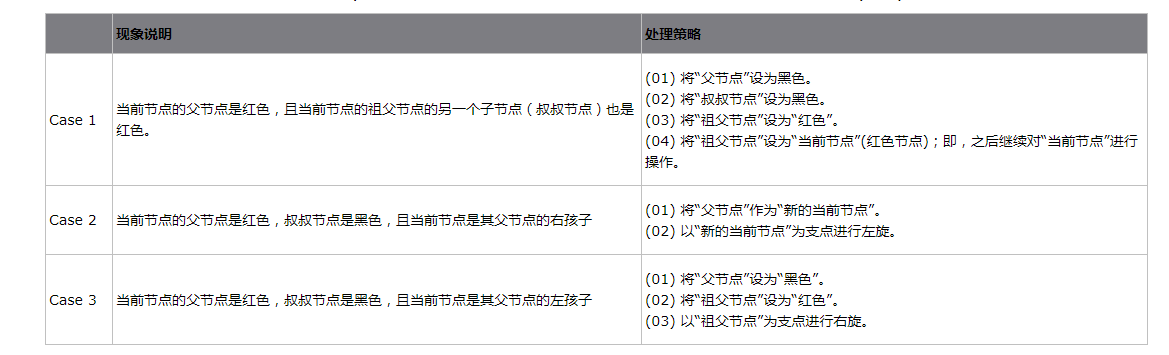 现象说明
处理策略
Case 1
当前节点的父节点是红色，且当前节点的祖父节点的另一个子节点（叔叔节点）也是
红色。
(01) 将“父节点”设为黑色。
(02) 将“叔叔节点”设为黑色。
(03) 将“祖父节点”设为“红色”。
(04) 将“祖父节点”设为“当前节点”(红色节点)；即，之后继续对“当前节点”进行
操作。
Case 2
当前节点的父节点是红色，叔叔节点是黑色，且当前节点是其父节点的右孩子
(01) 将“父节点”作为“新的当前节点”。
(02) 以“新的当前节点”为支点进行左旋。
Case 3
当前节点的父节点是红色，叔叔节点是黑色，且当前节点是其父节点的左孩子
(01) 将“父节点”设为“黑色”。
(02) 将“祖父节点”设为“红色”。
(03) 以“祖父节点”为支点进行右旋。